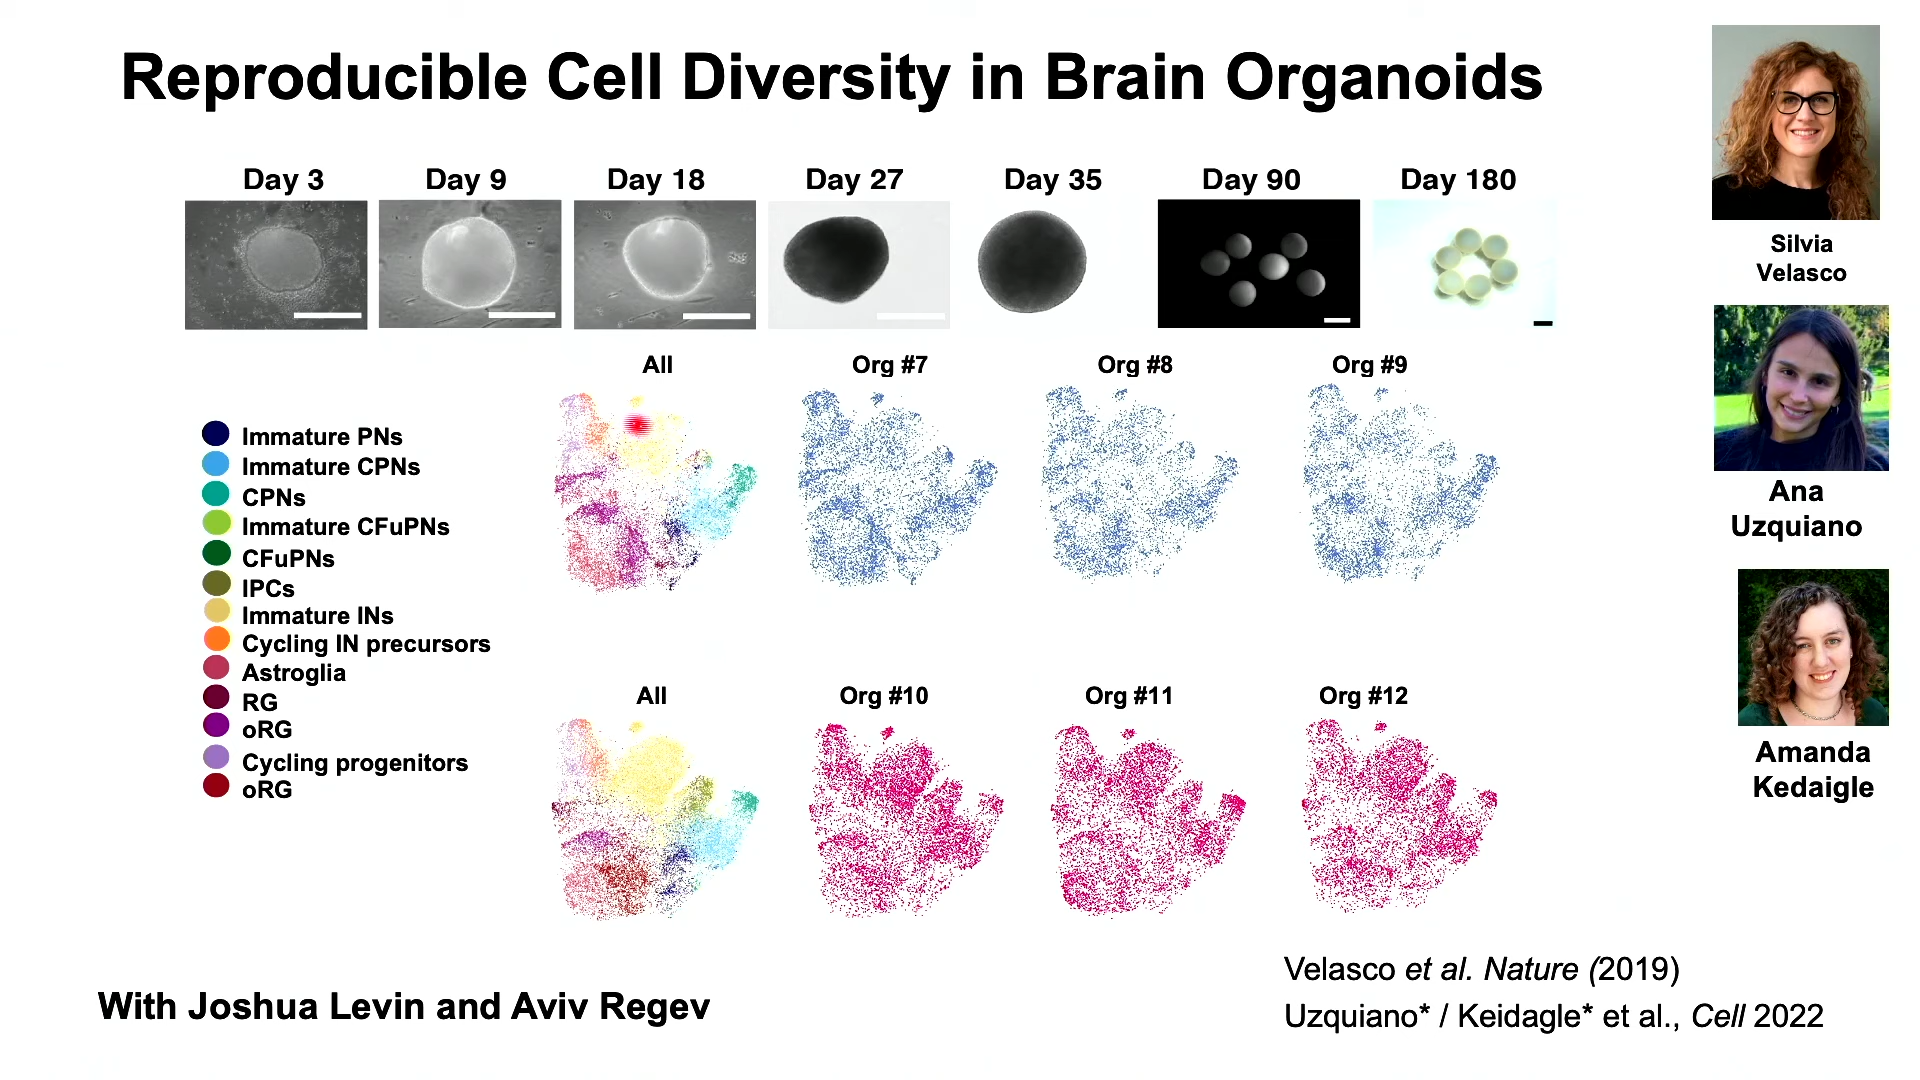 Reproducible Cell Diversity in Brain Organoids
Day 3
Day 9
Day 18
Day 27
Day 35
Day 90
Day 180
All
Org #7
Org #8
Org #9
Immature PNs
Immature CPNs
CPNs
Immature CFuPNs
CFuPNs
IPCs
Immature INs
Cycling IN precursors
Astroglia
RG
oRG
Cycling progenitors
oRG
All
Org #10
Org #11
Org #12
Silvia
Velasco
Ana
Uzquiano
Amanda
Kedaigle
With Joshua Levin and Aviv Regev
Velasco et al. Nature (2019)
Uzquiano* / Keidagle* et al., Cell 2022